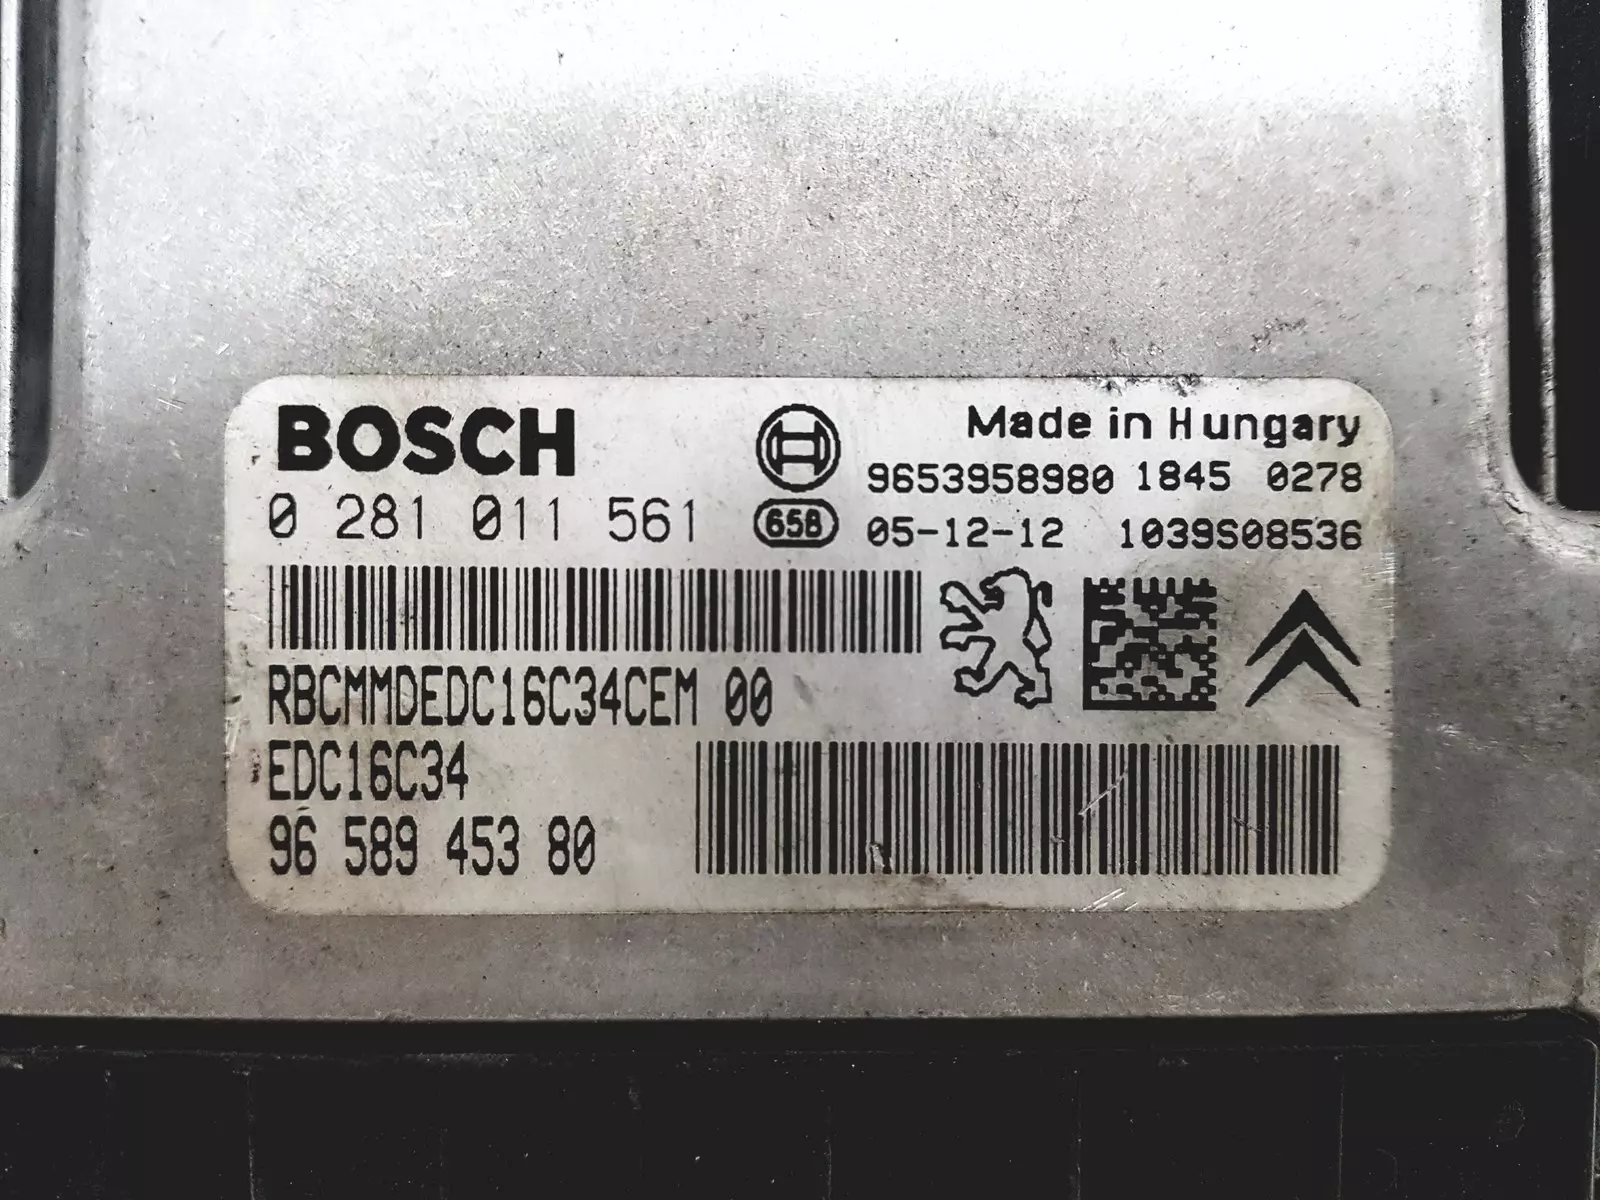 BOSCH
Made in Hungary
9653958980 1845 0278
0 281 011 561
658 05-12-12 1039S08536
RBCMMDEDC16C34CEM 00
EDC16C34
96 589 453 80